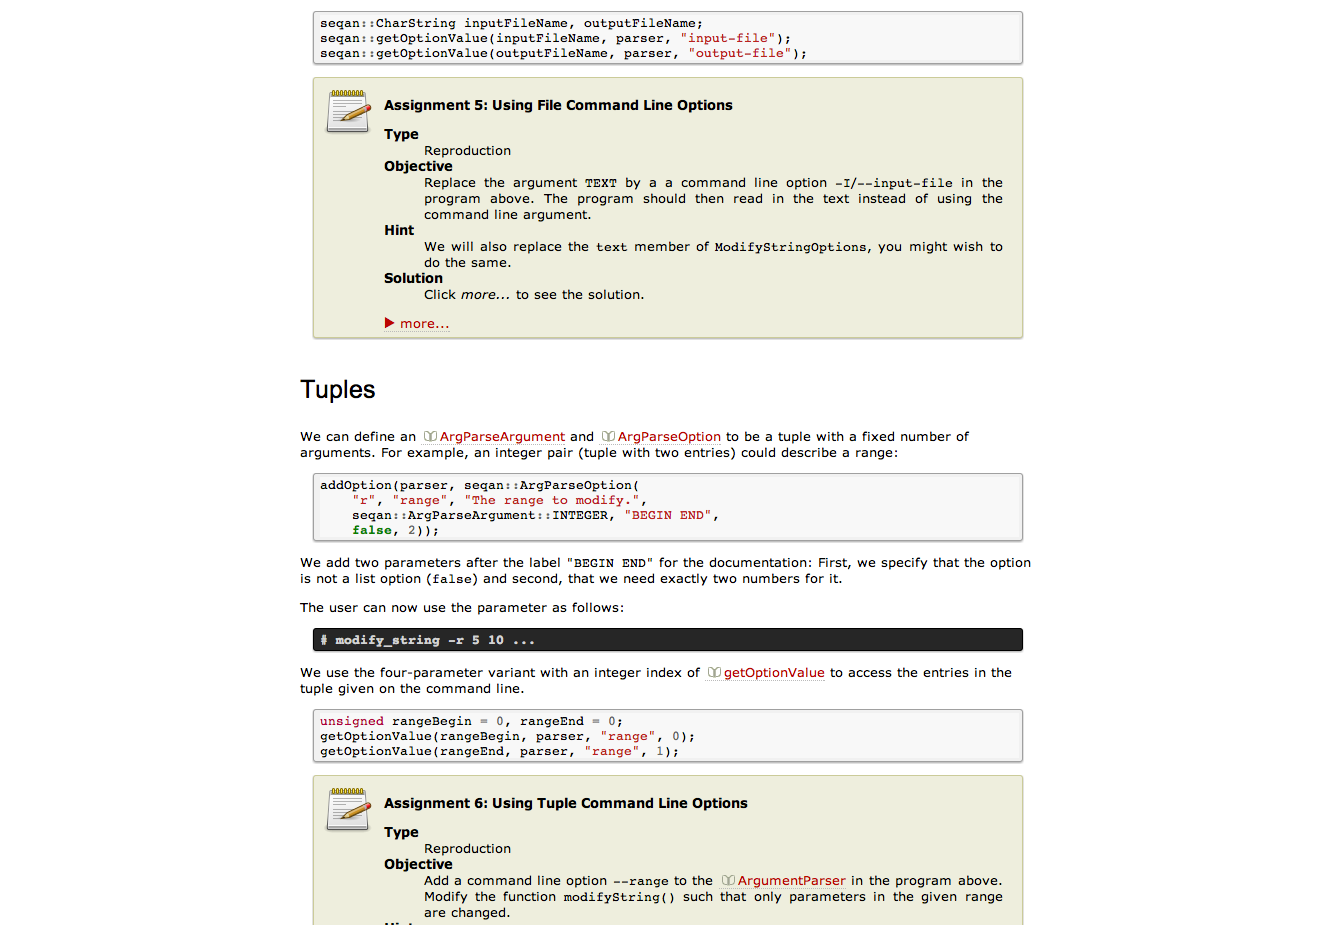 seqan::CharString inputFileName, outputFileName;
seqan::getOptionValue(inputFileName, parser, "input-file");
seqan::getOptionValue(outputFileName, parser, "output-file");
Assignment 5: Using File Command Line Options
Type
Reproduction
Objective
Replace the argument TEXT by a a command line option -I/--input-file in the
program above. The program should then read in the text instead of using the
command line argument.
Hint
We will also replace the text member of ModifyStringOptions, you might wish to
do the same.
Solution
Click more... to see the solution.
▶ more...
Tuples
We can define an ArgParseArgument and ArgParseOption to be a tuple with a fixed number of
arguments. For example, an integer pair (tuple with two entries) could describe a range:
addOption(parser, seqan::ArgParseOption(
    "r", "range", "The range to modify.",
    seqan::ArgParseArgument::INTEGER, "BEGIN END",
    false, 2));
We add two parameters after the label "BEGIN END" for the documentation: First, we specify that the option
is not a list option (false) and second, that we need exactly two numbers for it.
The user can now use the parameter as follows:
# modify_string -r 5 10 ...
We use the four-parameter variant with an integer index of getOptionValue to access the entries in the
tuple given on the command line.
unsigned rangeBegin = 0, rangeEnd = 0;
getOptionValue(rangeBegin, parser, "range", 0);
getOptionValue(rangeEnd, parser, "range", 1);
Assignment 6: Using Tuple Command Line Options
Type
Reproduction
Objective
Add a command line option --range to the ArgumentParser in the program above.
Modify the function modifyString() such that only parameters in the given range
are changed.